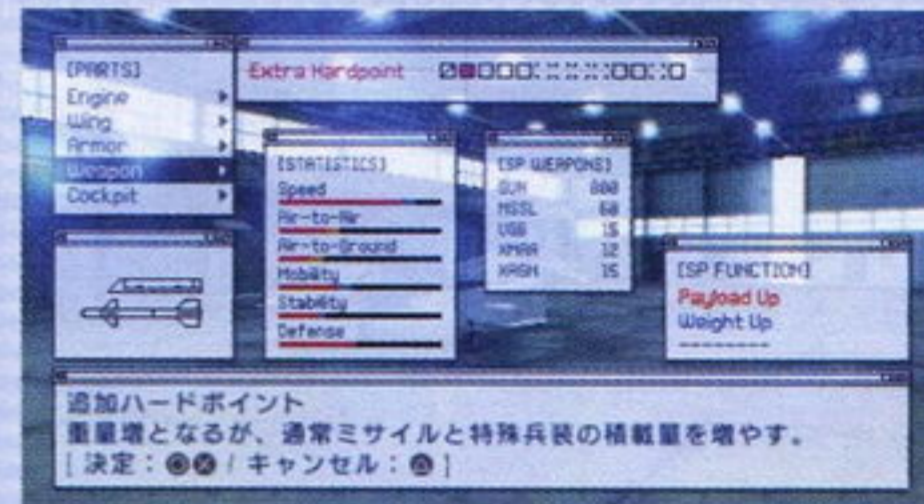 [PARTS]
Engine
Wing
Armor
Weapon
Cockpit
Extra Hardpoint
[STATISTICS]
Speed
Air-to-Air
Air-to-Ground
Mobility
Stability
Defense
[SP WEAPONS]
GUN 800
MSSL 60
UGB 15
XMAA 12
XAGM 15
[SP FUNCTION]
Payload Up
Weight Up
--------
追加ハードポイント
重量増となるが、通常ミサイルと特殊兵装の積載量を増やす。
[ 決定：◎⊗ / キャンセル：△ ]